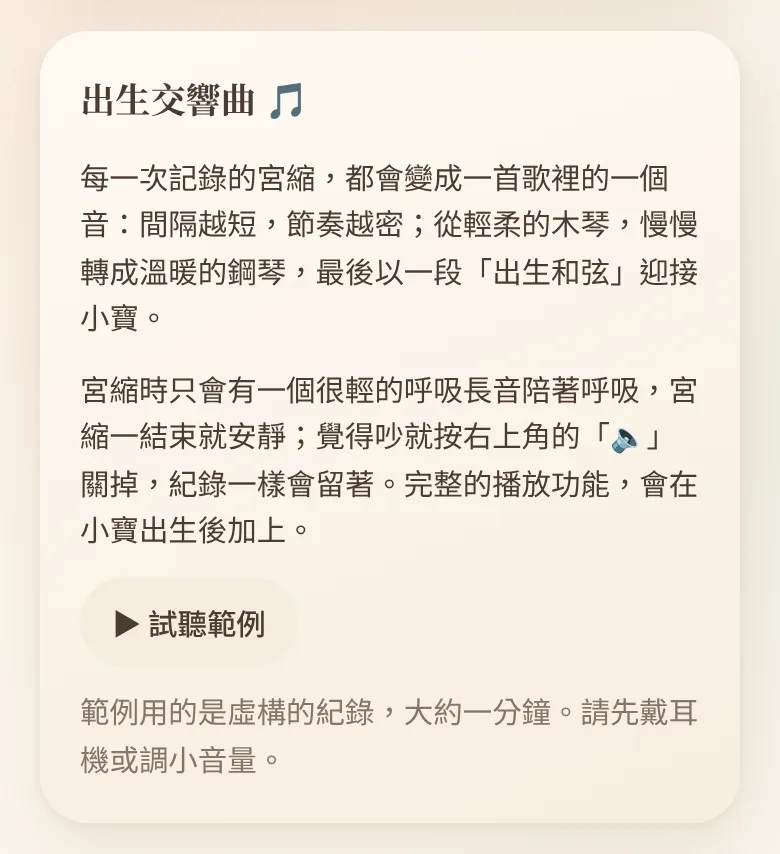 出生交響曲 🎵
每一次記錄的宮縮，都會變成一首歌裡的一個
音：間隔越短，節奏越密；從輕柔的木琴，慢慢
轉成溫暖的鋼琴，最後以一段「出生和弦」迎接
小寶。
宮縮時只會有一個很輕的呼吸長音陪著呼吸，宮
縮一結束就安靜；覺得吵就按右上角的「🔈」
關掉，紀錄一樣會留著。完整的播放功能，會在
小寶出生後加上。
▶ 試聽範例
範例用的是虛構的紀錄，大約一分鐘。請先戴耳
機或調小音量。